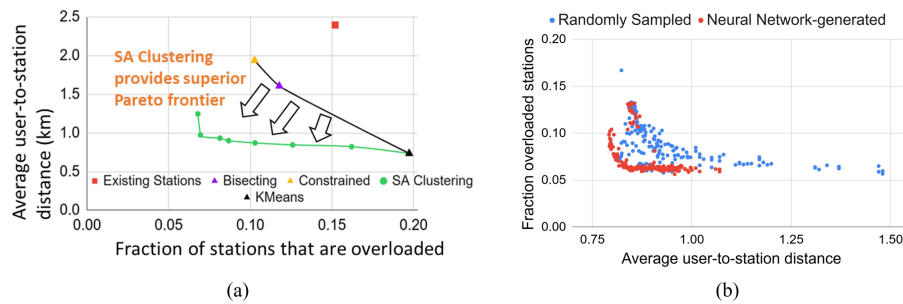 Average user-to-station
distance (km)
2.5
2.0
1.5
1.0
0.5
0.0
SA Clustering
provides superior
Pareto frontier
Existing Stations
Bisecting
Constrained
SA Clustering
KMeans
0.00
0.05
0.10
0.15
0.20
Fraction of stations that are overloaded
(a)
Randomly Sampled
Neural Network-generated
Fraction overloaded stations
0.20
0.15
0.10
0.05
0.00
0.75
1.00
1.25
1.50
Average user-to-station distance
(b)